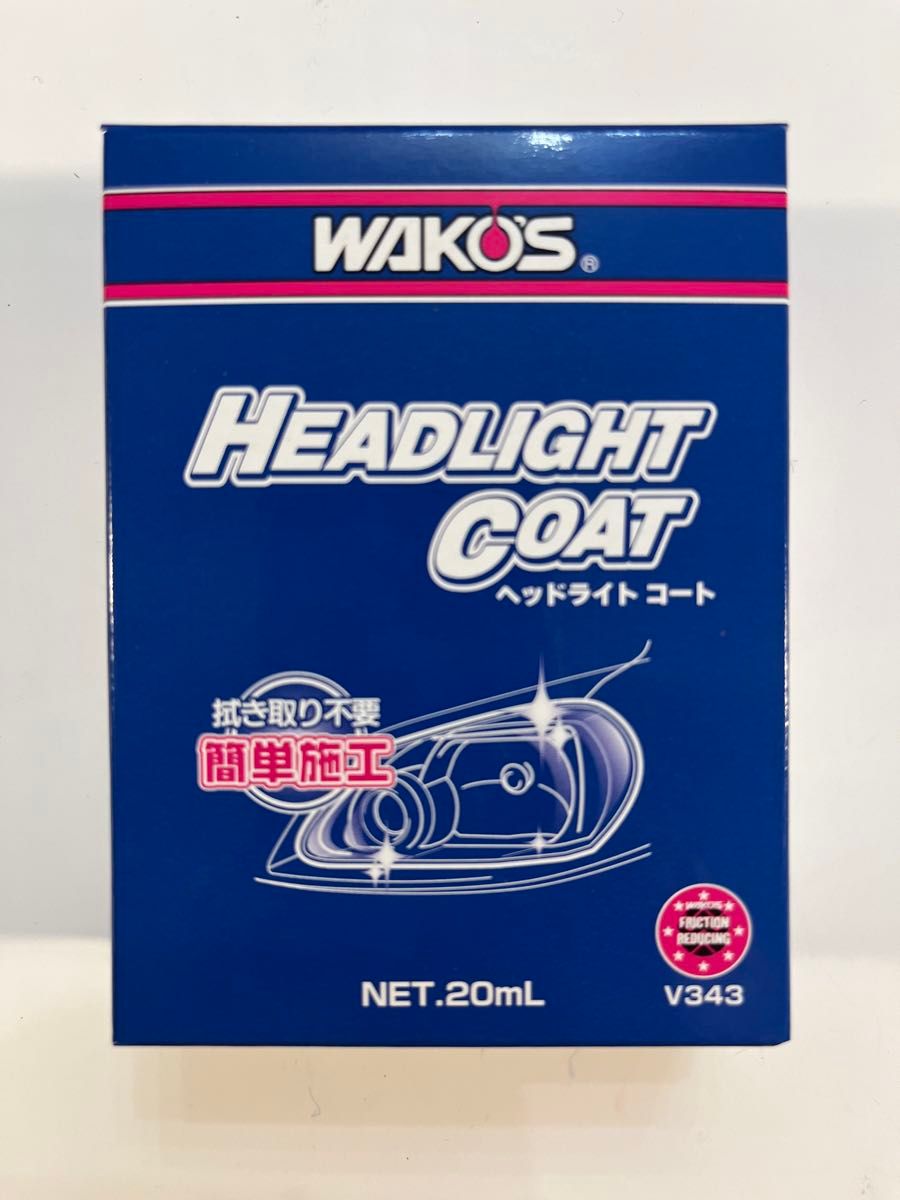 WAKO'S®
HEADLIGHT
COAT
ヘッドライト コート
拭き取り不要
簡単施工
WAKO'S
FRICTION
REDUCING
NET.20mL
V343